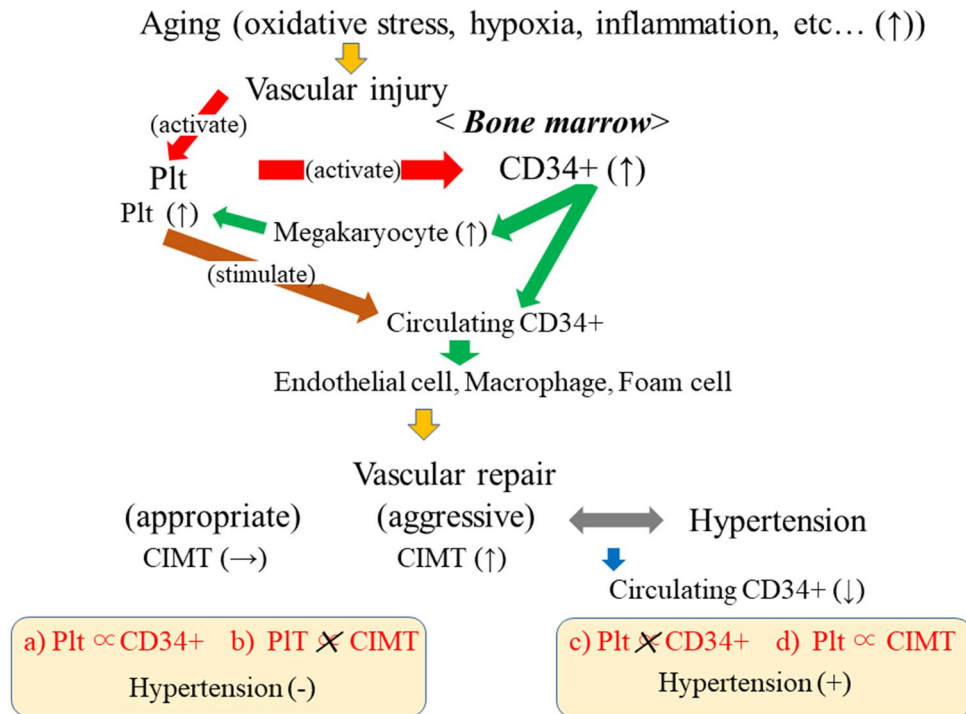 Aging (oxidative stress, hypoxia, inflammation, etc… (↑))
Vascular injury
(activate)
< Bone marrow>
Plt
(activate)
CD34+ (↑)
Plt (↑)
Megakaryocyte (↑)
(stimulate)
Circulating CD34+
Endothelial cell, Macrophage, Foam cell
Vascular repair
(appropriate)
(aggressive)
Hypertension
CIMT (→)
CIMT (↑)
Circulating CD34+ (↓)
a) Plt ∝ CD34+ b) PlT ∝ CIMT
Hypertension (-)
c) Plt ∝ CD34+ d) Plt ∝ CIMT
Hypertension (+)